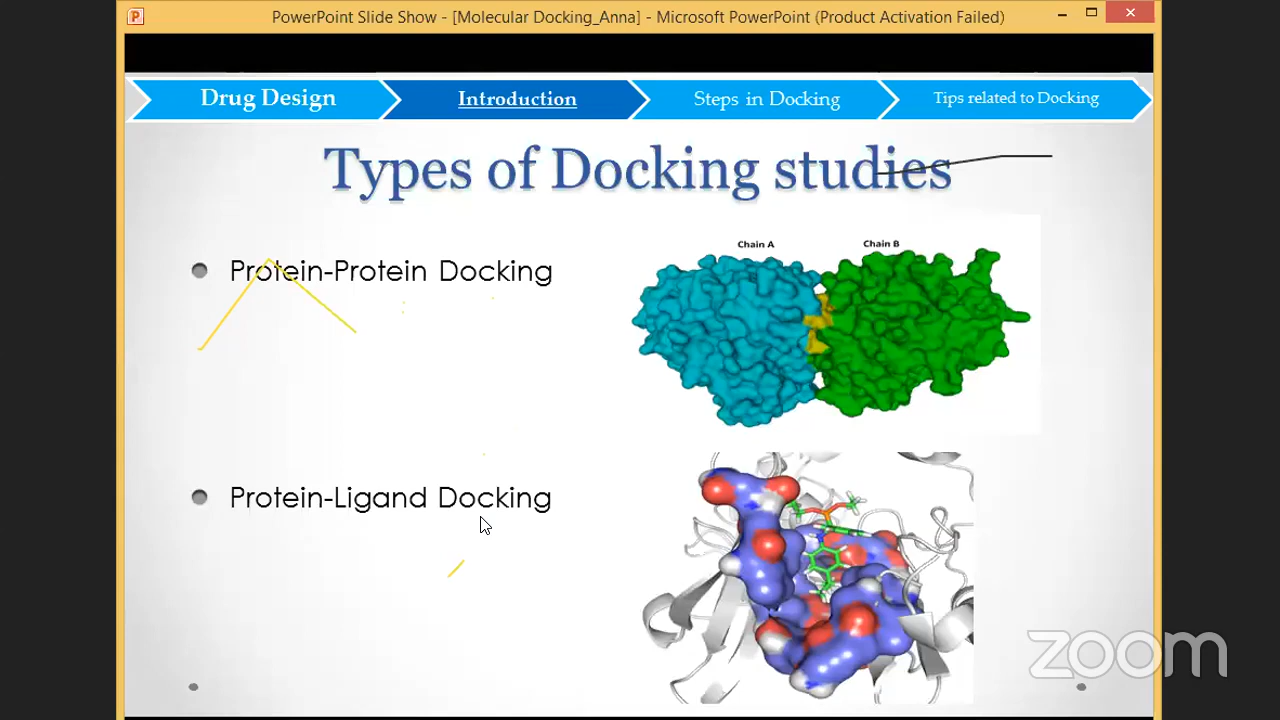 PowerPoint Slide Show - [Molecular Docking_Anna] - Microsoft PowerPoint (Product Activation Failed)
Drug Design
Introduction
Steps in Docking
Tips related to Docking
Types of Docking studies
Chain A
Chain B
Protein-Protein Docking
Protein-Ligand Docking
zoom